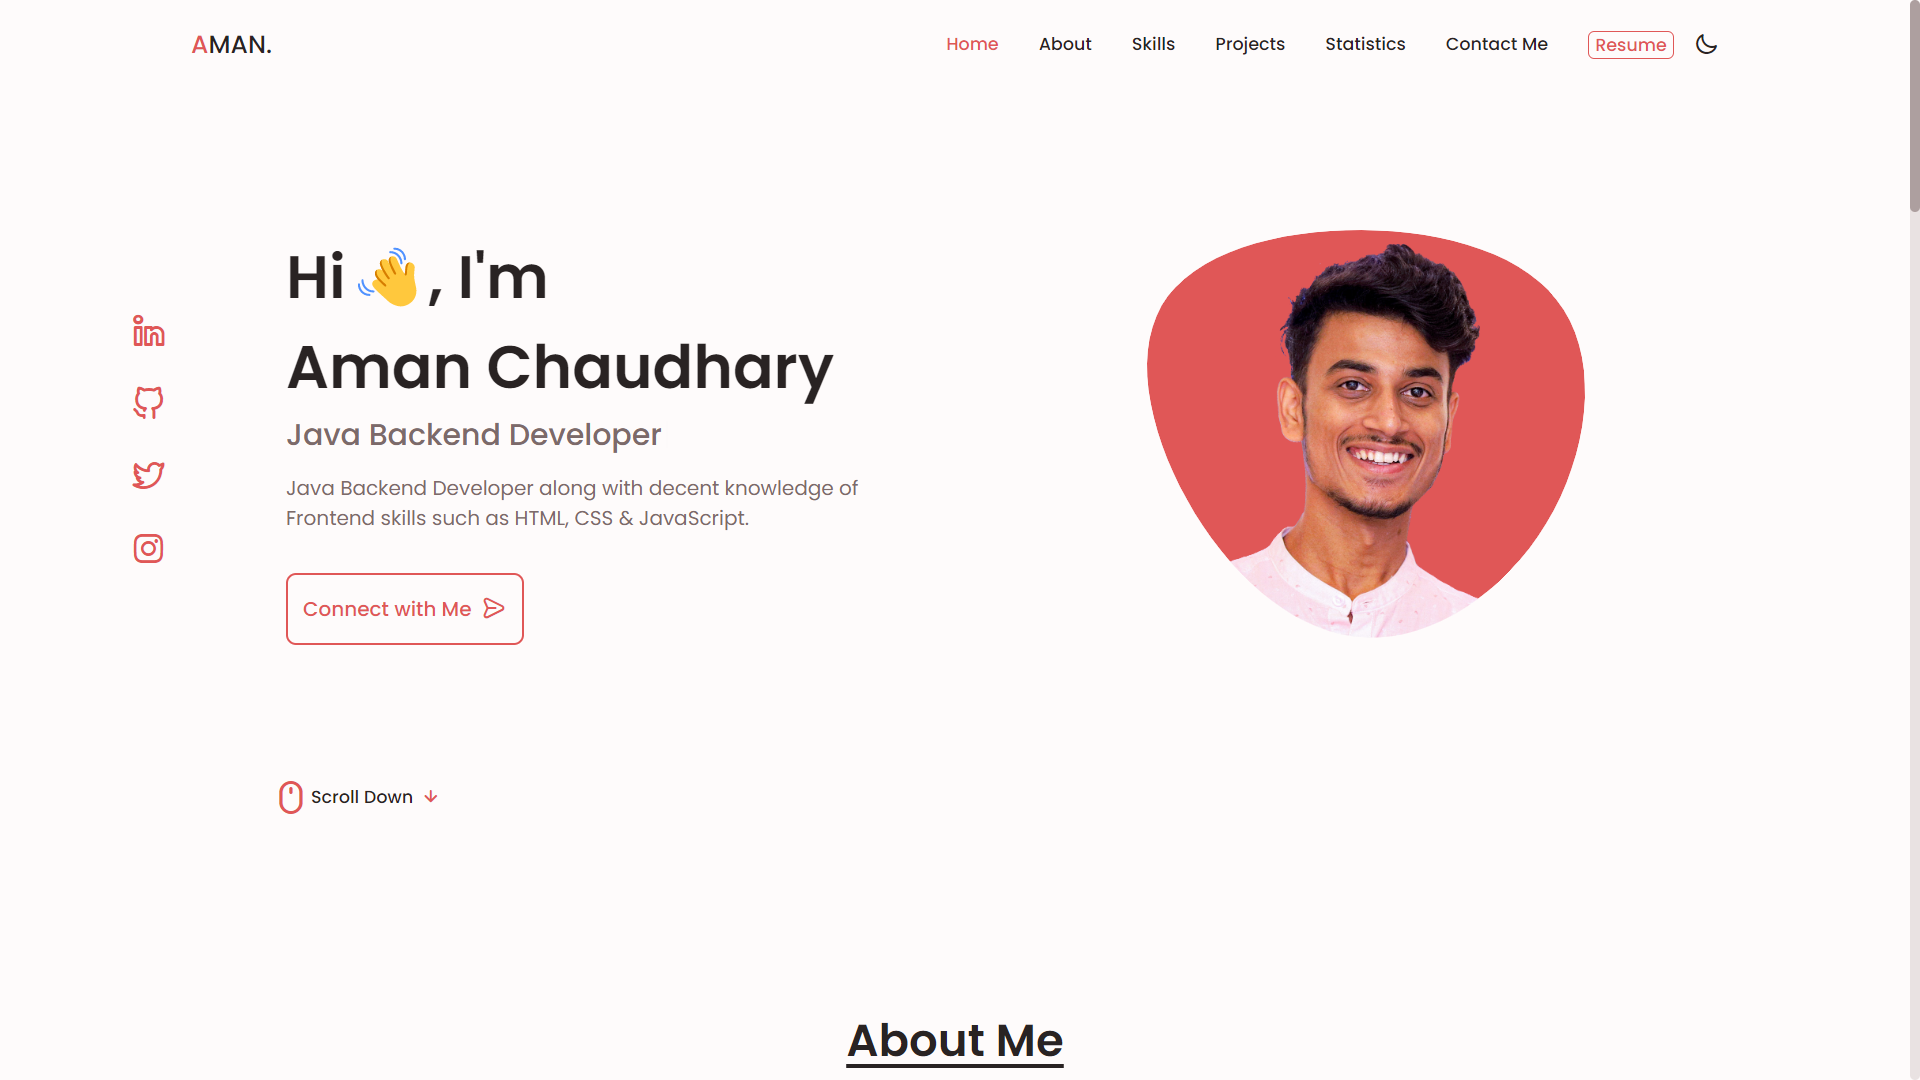 AMAN.
Home About Skills Projects Statistics Contact Me Resume
Hi 👋, I'm
Aman Chaudhary
Java Backend Developer
Java Backend Developer along with decent knowledge of
Frontend skills such as HTML, CSS & JavaScript.
Connect with Me
Scroll Down
About Me